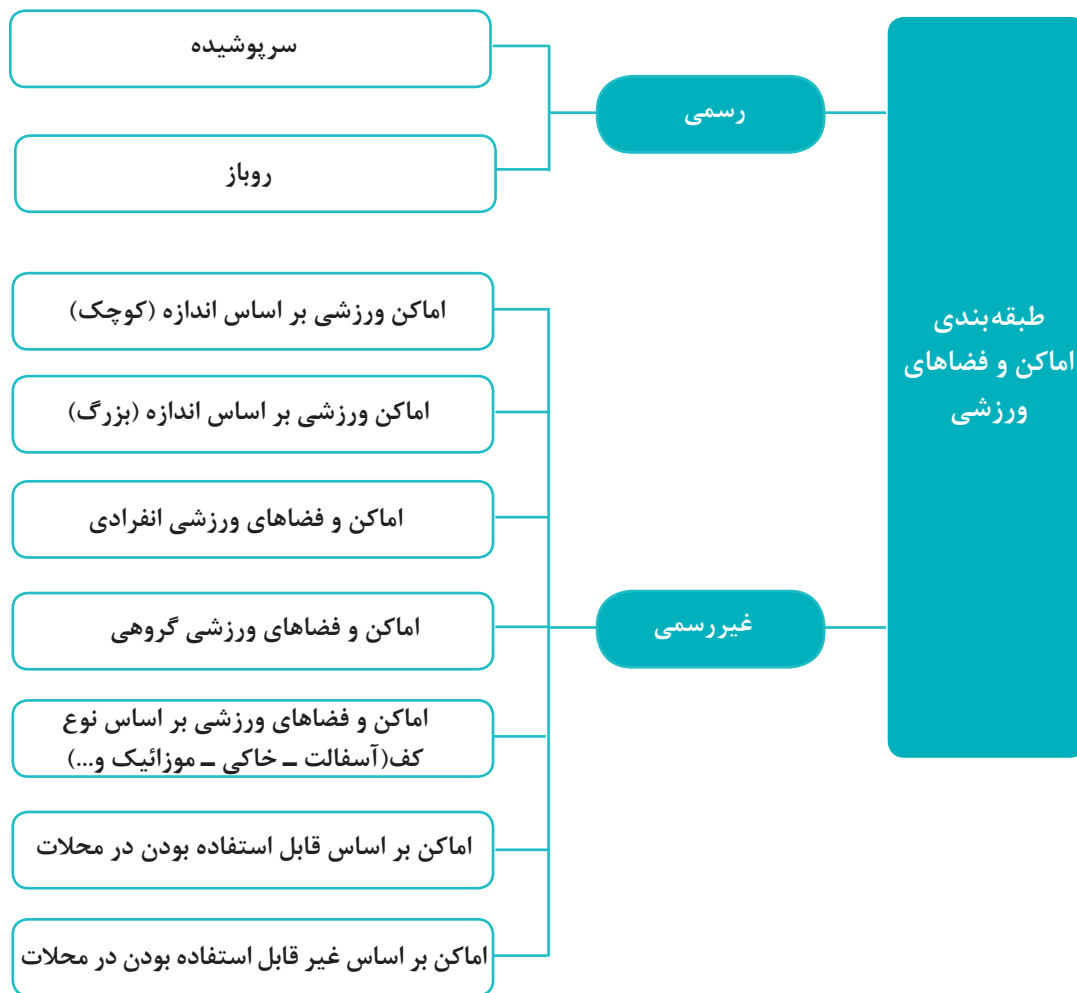 طبقه‌بندی
اماکن و فضاهای
ورزشی
رسمی
سرپوشیده
روباز
غیررسمی
اماکن ورزشی بر اساس اندازه (کوچک)
اماکن ورزشی بر اساس اندازه (بزرگ)
اماکن و فضاهای ورزشی انفرادی
اماکن و فضاهای ورزشی گروهی
اماکن و فضاهای ورزشی بر اساس نوع
کف(آسفالت ــ خاکی ــ موزائیک و...)
اماکن بر اساس قابل استفاده بودن در محلات
اماکن بر اساس غیر قابل استفاده بودن در محلات